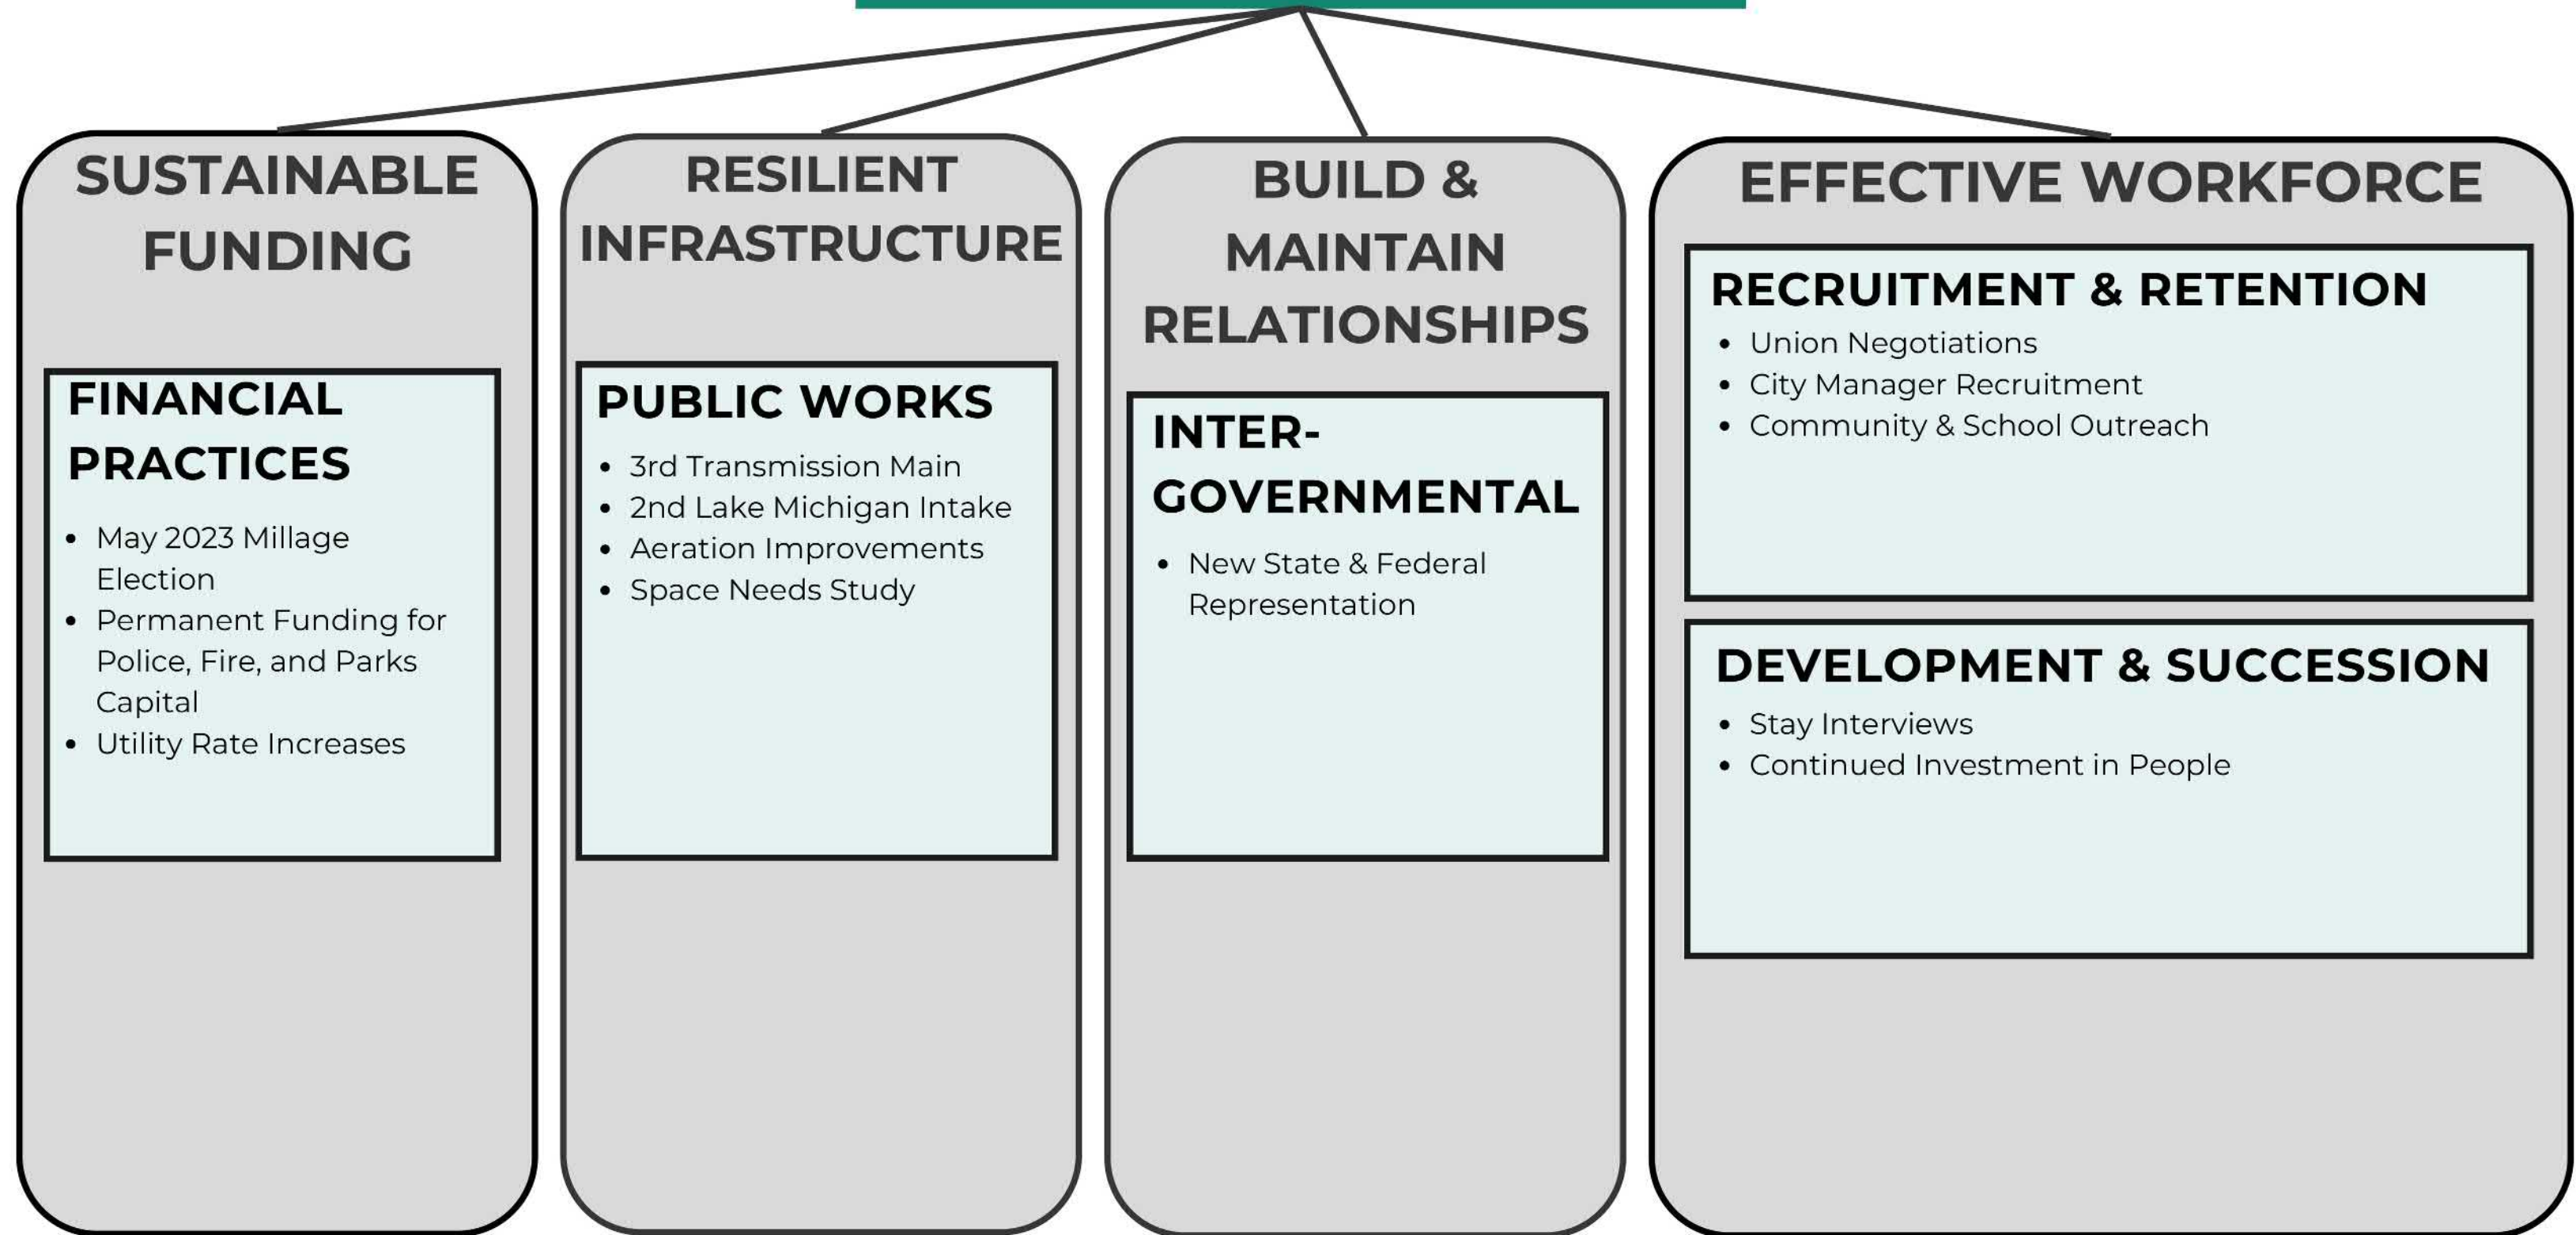 SUSTAINABLE
FUNDING
FINANCIAL
PRACTICES
• May 2023 Millage
Election
• Permanent Funding for
Police, Fire, and Parks
Capital
• Utility Rate Increases
RESILIENT
INFRASTRUCTURE
PUBLIC WORKS
• 3rd Transmission Main
• 2nd Lake Michigan Intake
• Aeration Improvements
• Space Needs Study
BUILD &
MAINTAIN
RELATIONSHIPS
INTER-
GOVERNMENTAL
• New State & Federal
Representation
EFFECTIVE WORKFORCE
RECRUITMENT & RETENTION
• Union Negotiations
• City Manager Recruitment
• Community & School Outreach
DEVELOPMENT & SUCCESSION
• Stay Interviews
• Continued Investment in People